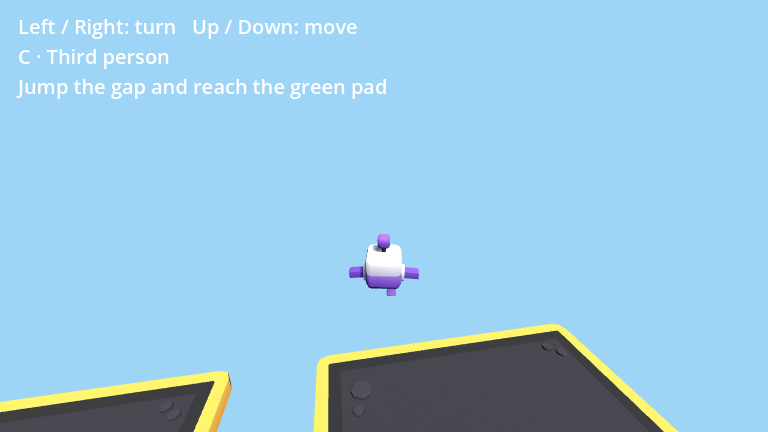 Left / Right: turn   Up / Down: move
C · Third person
Jump the gap and reach the green pad